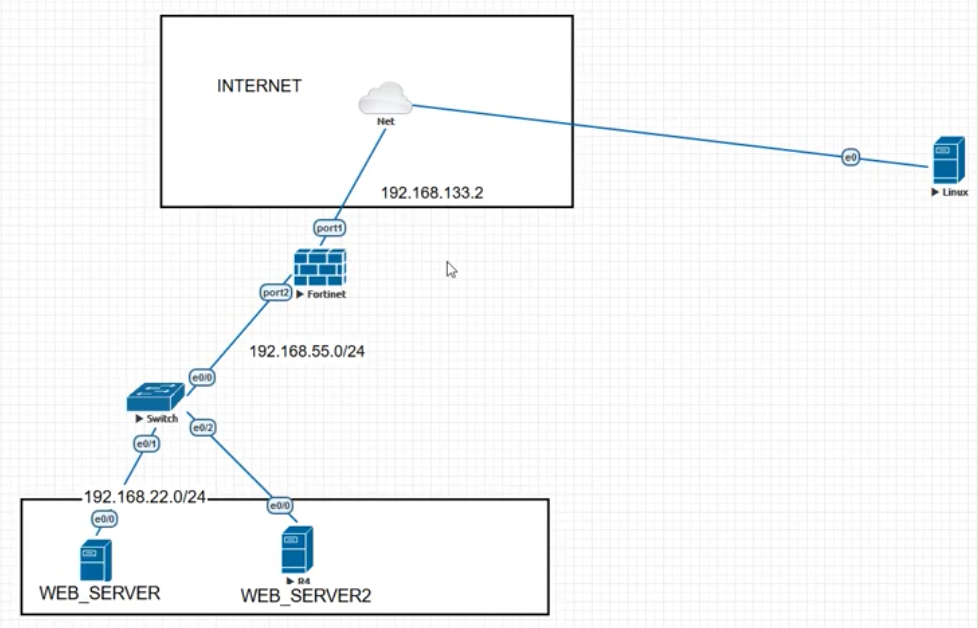 INTERNET
Net
e0
Linux
192.168.133.2
port1
port2
Fortinet
192.168.55.0/24
e0/0
Switch
e0/2
e0/1
192.168.22.0/24
e0/0
e0/0
R4
WEB_SERVER
WEB_SERVER2